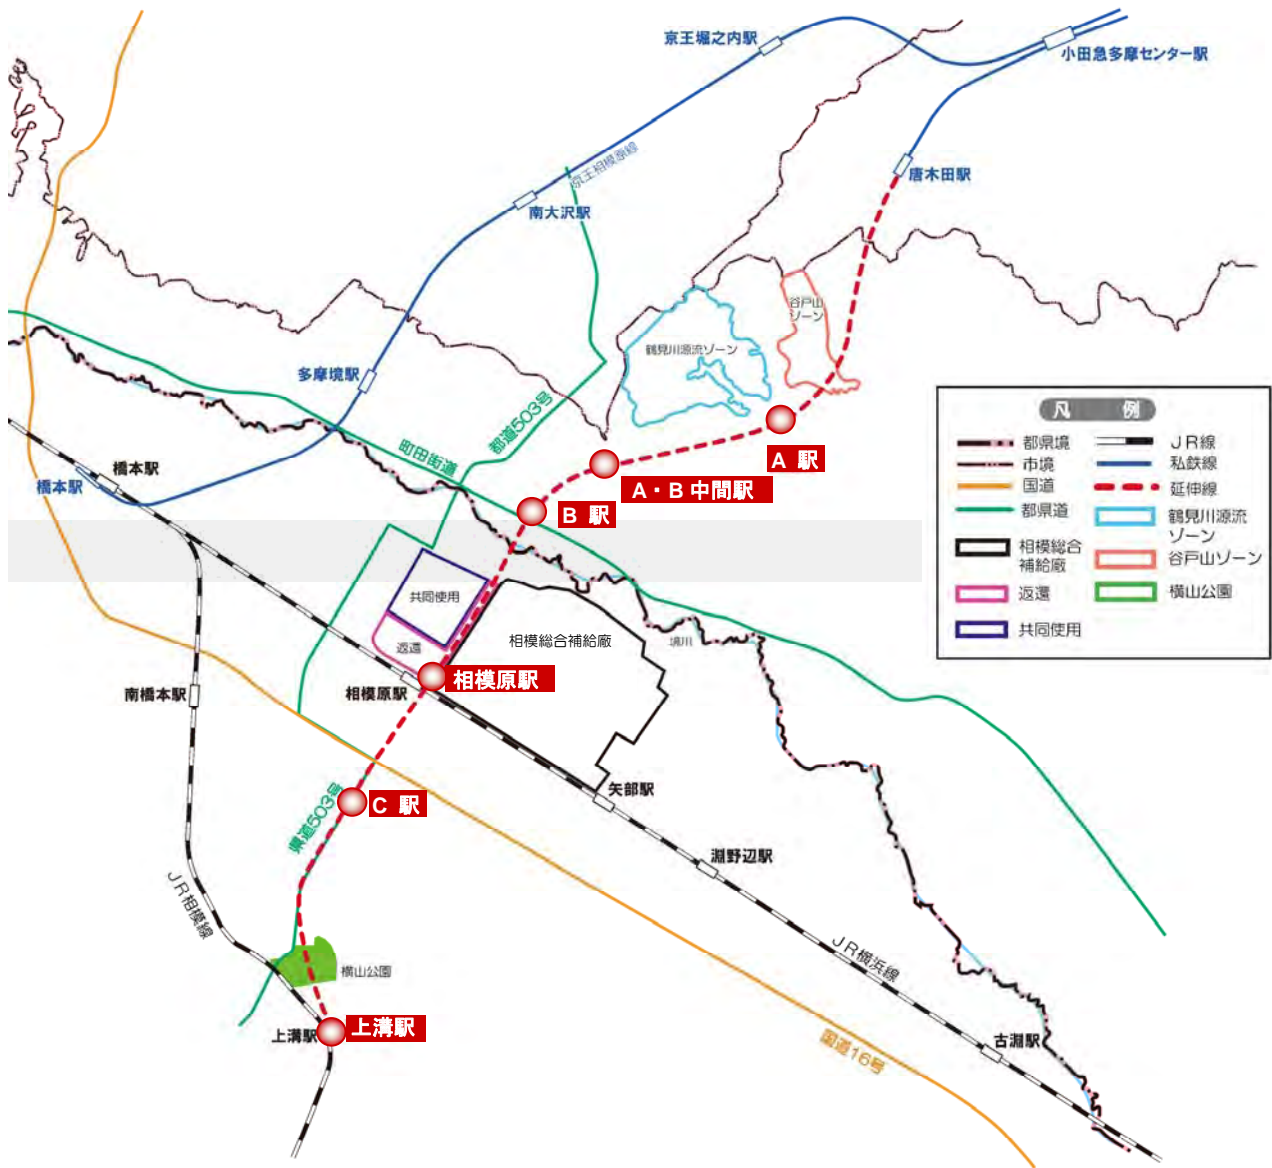 京王堀之内駅
小田急多摩センター駅
京王相模原線
唐木田駅
南大沢駅
谷戸山
ゾーン
鶴見川源流ゾーン
多摩境駅
都道503号
町田街道
橋本駅
橋本駅
A 駅
A・B中間駅
B 駅
共同使用
返還
相模総合補給廠
境川
相模原駅
相模原駅
南橋本駅
矢部駅
C 駅
県道503号
淵野辺駅
JR相模線
JR横浜線
横山公園
上溝駅
上溝駅
国道16号
古淵駅
凡 例
都県境
市境
国道
都県道
相模総合
補給廠
返還
共同使用
JR線
私鉄線
延伸線
鶴見川源流
ゾーン
谷戸山ゾーン
横山公園